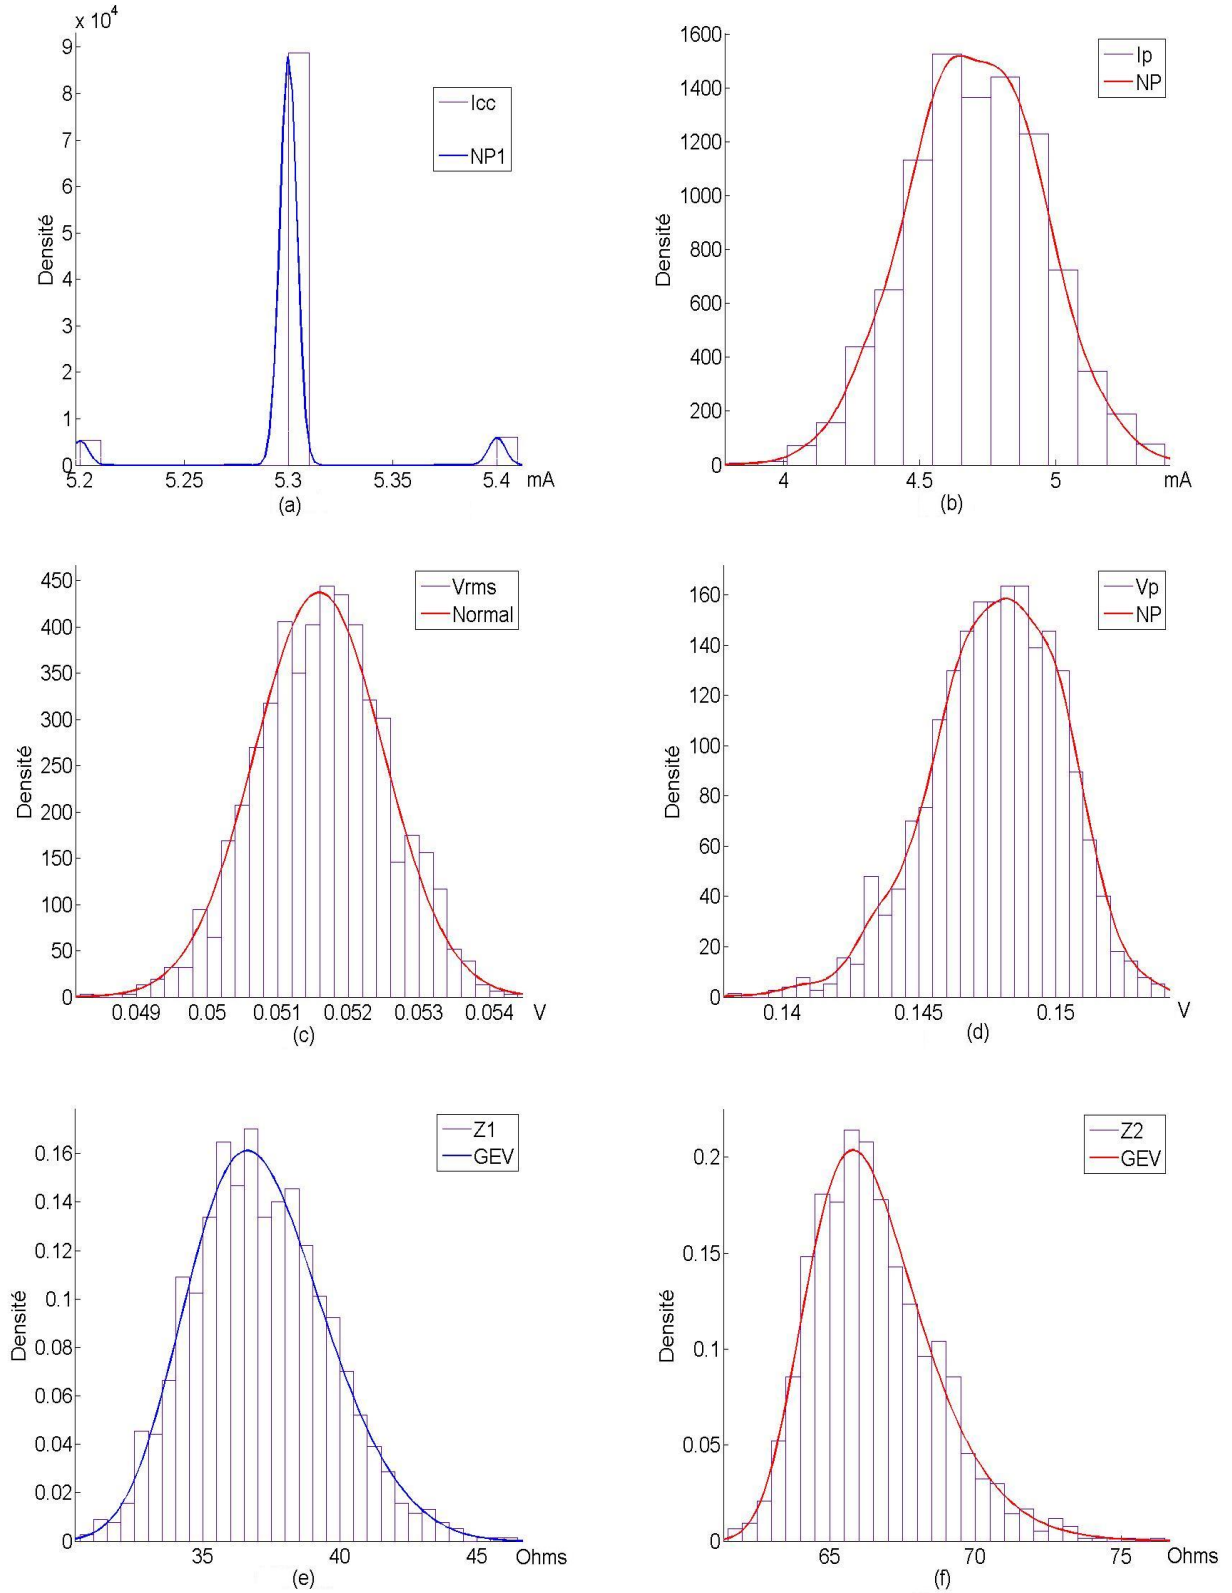 x 10⁴
9
8
7
6
5
4
3
2
1
0
Densité
Icc
NP1
5.2 5.25 5.3 5.35 5.4 mA
(a)
1600
1400
1200
1000
800
600
400
200
0
Densité
Ip
NP
4 4.5 5 mA
(b)
450
400
350
300
250
200
150
100
50
0
Densité
Vrms
Normal
0.049 0.05 0.051 0.052 0.053 0.054 V
(c)
160
140
120
100
80
60
40
20
0
Densité
Vp
NP
0.14 0.145 0.15 V
(d)
0.16
0.14
0.12
0.1
0.08
0.06
0.04
0.02
0
Densité
Z1
GEV
35 40 45 Ohms
(e)
0.2
0.15
0.1
0.05
0
Densité
Z2
GEV
65 70 75 Ohms
(f)